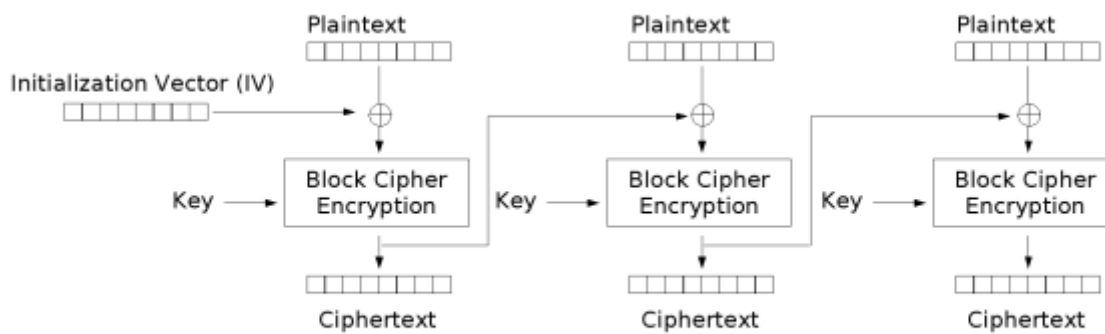 Plaintext
Plaintext
Plaintext
Initialization Vector (IV)
Key
Block Cipher
Encryption
Key
Block Cipher
Encryption
Key
Block Cipher
Encryption
Ciphertext
Ciphertext
Ciphertext